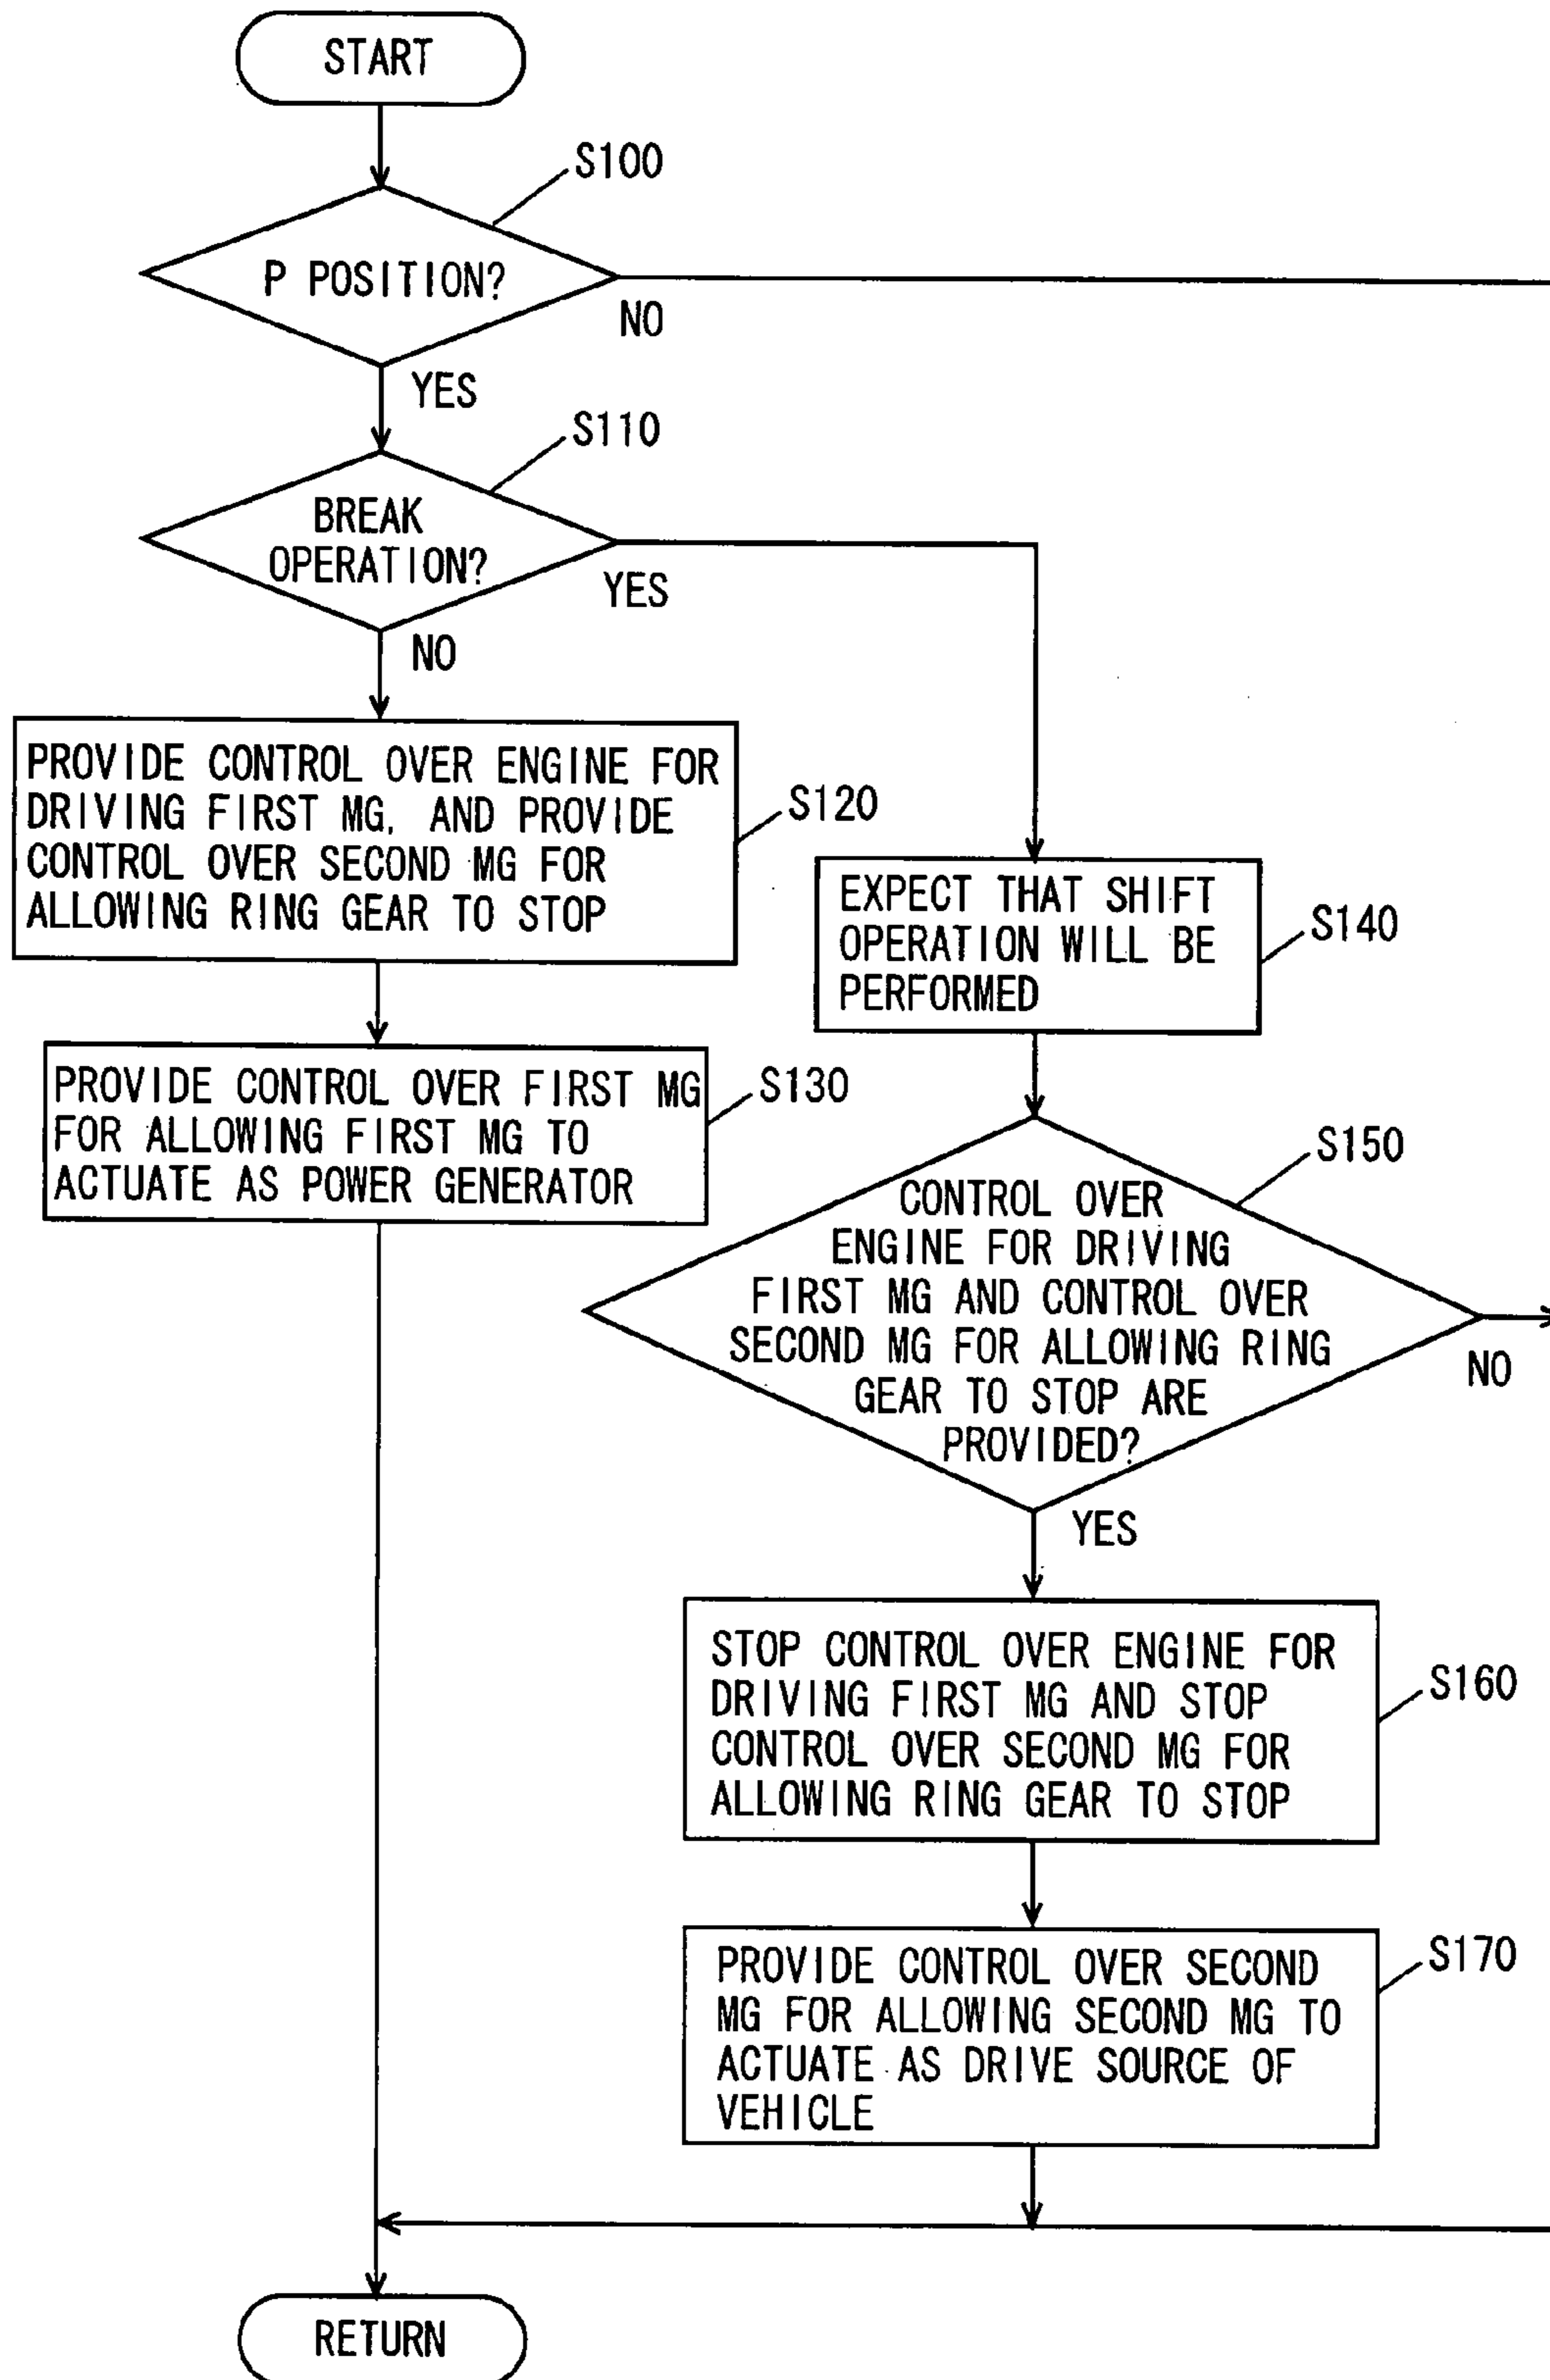 START
S100
P POSITION?
NO
YES
S110
BREAK
OPERATION?
YES
NO
PROVIDE CONTROL OVER ENGINE FOR
DRIVING FIRST MG, AND PROVIDE
CONTROL OVER SECOND MG FOR
ALLOWING RING GEAR TO STOP
S120
EXPECT THAT SHIFT
OPERATION WILL BE
PERFORMED
S140
PROVIDE CONTROL OVER FIRST MG
FOR ALLOWING FIRST MG TO
ACTUATE AS POWER GENERATOR
S130
S150
CONTROL OVER
ENGINE FOR DRIVING
FIRST MG AND CONTROL OVER
SECOND MG FOR ALLOWING RING
GEAR TO STOP ARE
PROVIDED?
NO
YES
STOP CONTROL OVER ENGINE FOR
DRIVING FIRST MG AND STOP
CONTROL OVER SECOND MG FOR
ALLOWING RING GEAR TO STOP
S160
PROVIDE CONTROL OVER SECOND
MG FOR ALLOWING SECOND MG TO
ACTUATE AS DRIVE SOURCE OF
VEHICLE
S170
RETURN